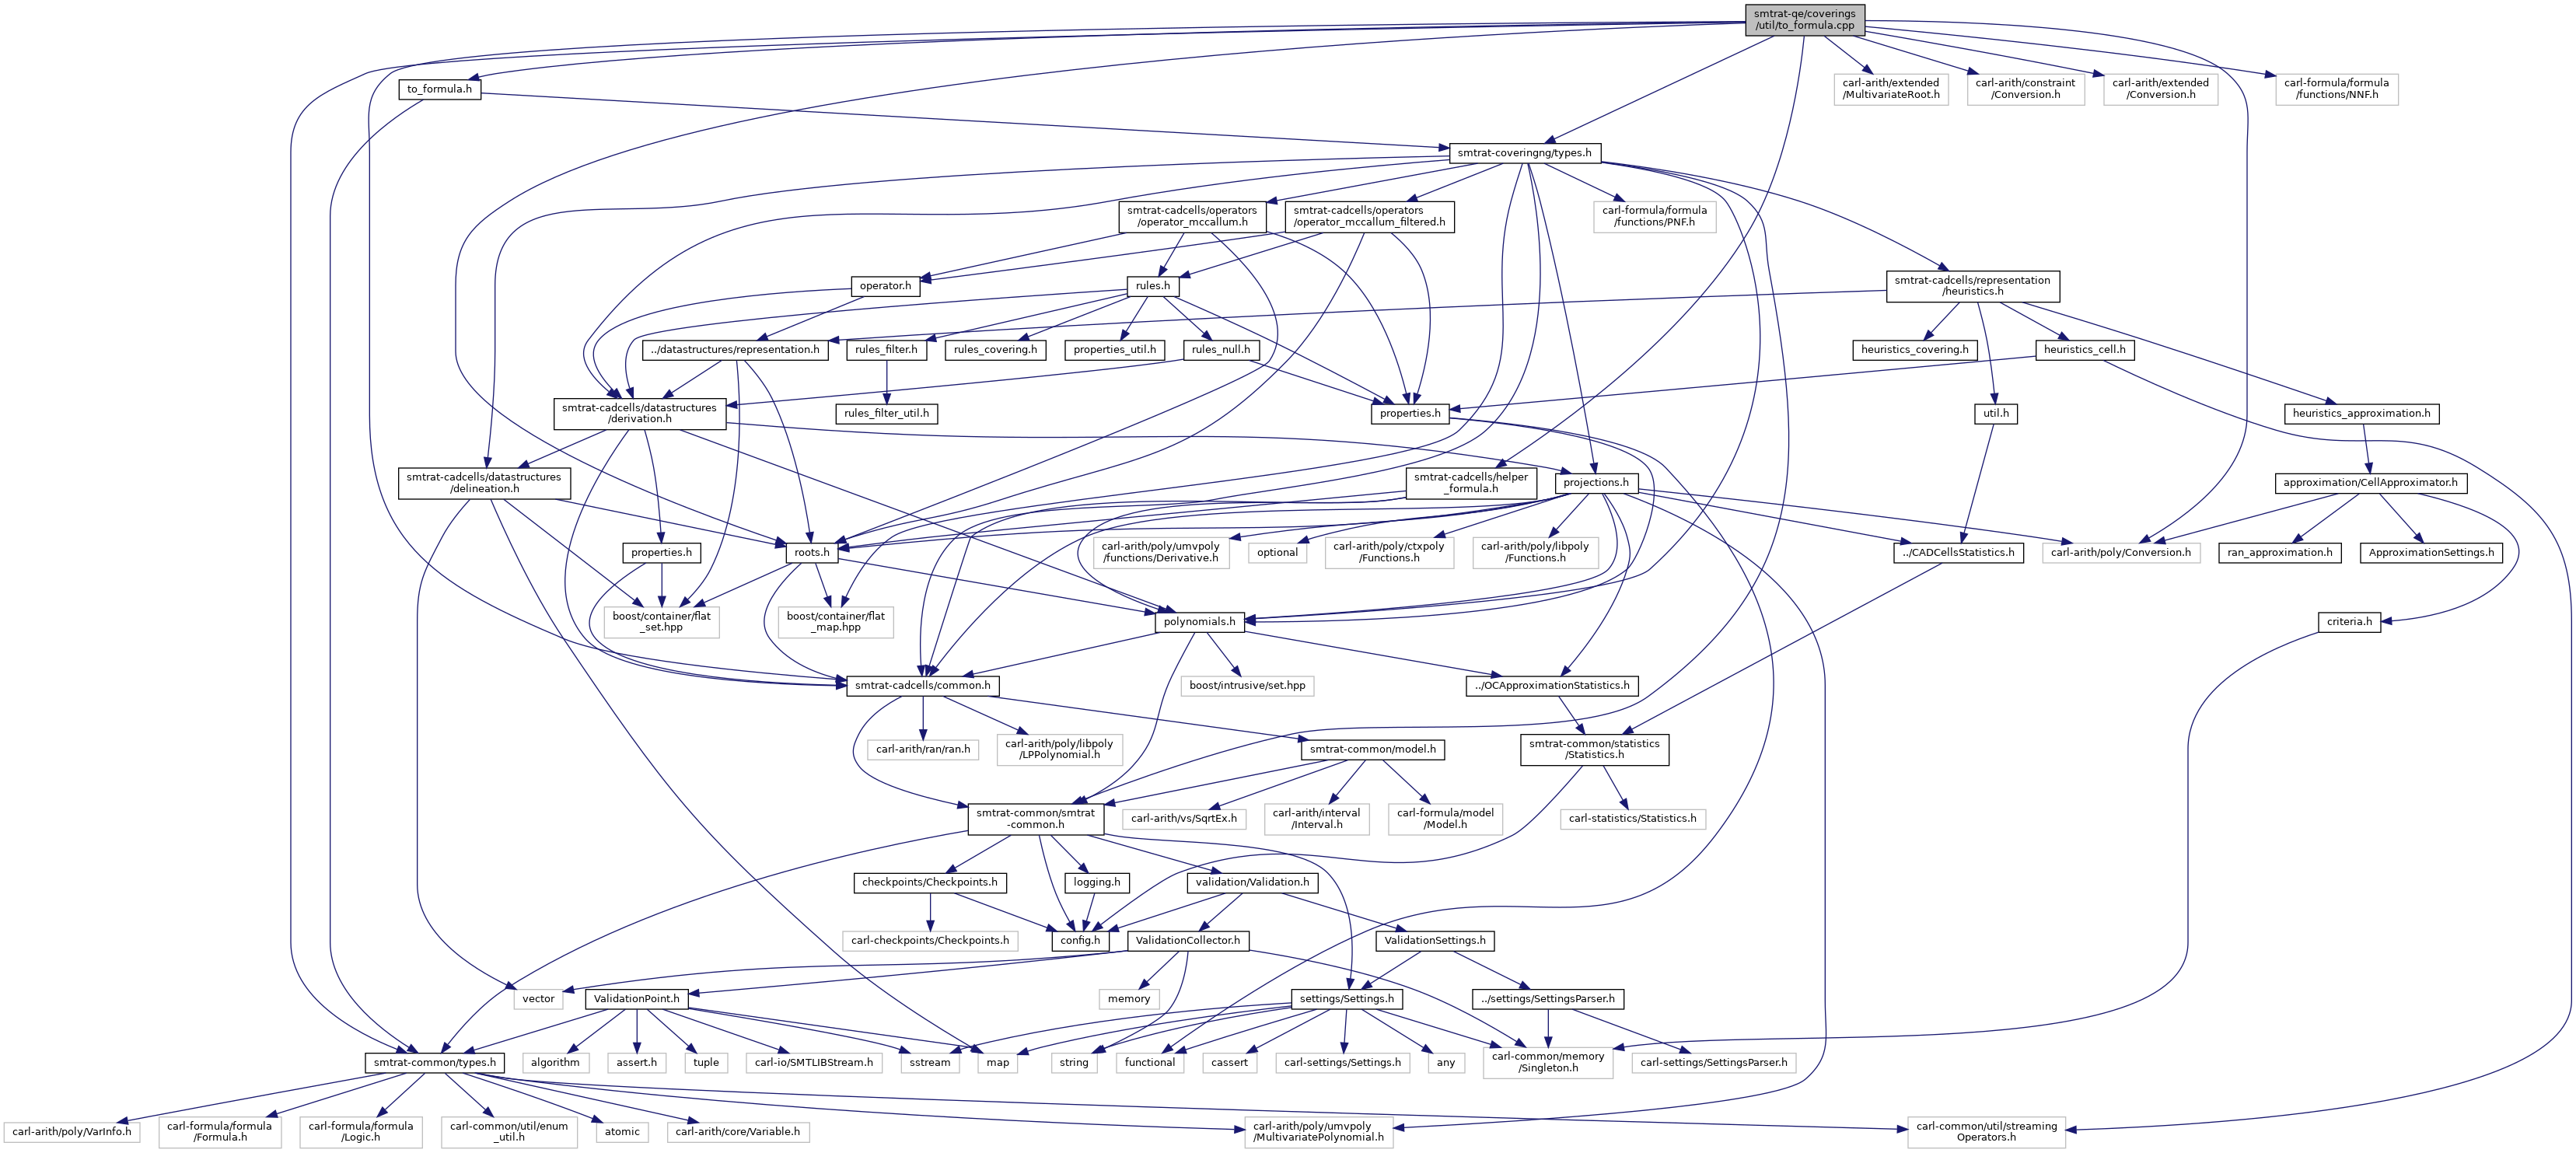 smtrat-qe/coverings
/util/to_formula.cpp
to_formula.h
carl-arith/extended
/MultivariateRoot.h
carl-arith/constraint
/Conversion.h
carl-arith/extended
/Conversion.h
carl-formula/formula
/functions/NNF.h
smtrat-coveringng/types.h
smtrat-cadcells/operators
/operator_mccallum.h
smtrat-cadcells/operators
/operator_mccallum_filtered.h
carl-formula/formula
/functions/PNF.h
operator.h
rules.h
smtrat-cadcells/representation
/heuristics.h
../datastructures/representation.h
rules_filter.h
rules_covering.h
properties_util.h
rules_null.h
heuristics_covering.h
heuristics_cell.h
smtrat-cadcells/datastructures
/derivation.h
rules_filter_util.h
properties.h
util.h
heuristics_approximation.h
smtrat-cadcells/datastructures
/delineation.h
smtrat-cadcells/helper
_formula.h
projections.h
approximation/CellApproximator.h
properties.h
roots.h
carl-arith/poly/umvpoly
/functions/Derivative.h
optional
carl-arith/poly/ctxpoly
/Functions.h
carl-arith/poly/libpoly
/Functions.h
../CADCellsStatistics.h
carl-arith/poly/Conversion.h
ran_approximation.h
ApproximationSettings.h
boost/container/flat
_set.hpp
boost/container/flat
_map.hpp
polynomials.h
criteria.h
smtrat-cadcells/common.h
boost/intrusive/set.hpp
../OCApproximationStatistics.h
carl-arith/ran/ran.h
carl-arith/poly/libpoly
/LPPolynomial.h
smtrat-common/model.h
smtrat-common/statistics
/Statistics.h
smtrat-common/smtrat
-common.h
carl-arith/vs/SqrtEx.h
carl-arith/interval
/Interval.h
carl-formula/model
/Model.h
carl-statistics/Statistics.h
checkpoints/Checkpoints.h
logging.h
validation/Validation.h
carl-checkpoints/Checkpoints.h
config.h
ValidationCollector.h
ValidationSettings.h
vector
ValidationPoint.h
memory
settings/Settings.h
../settings/SettingsParser.h
smtrat-common/types.h
algorithm
assert.h
tuple
carl-io/SMTLIBStream.h
sstream
map
string
functional
cassert
carl-settings/Settings.h
any
carl-common/memory
/Singleton.h
carl-settings/SettingsParser.h
carl-arith/poly/VarInfo.h
carl-formula/formula
/Formula.h
carl-formula/formula
/Logic.h
carl-common/util/enum
_util.h
atomic
carl-arith/core/Variable.h
carl-arith/poly/umvpoly
/MultivariatePolynomial.h
carl-common/util/streaming
Operators.h